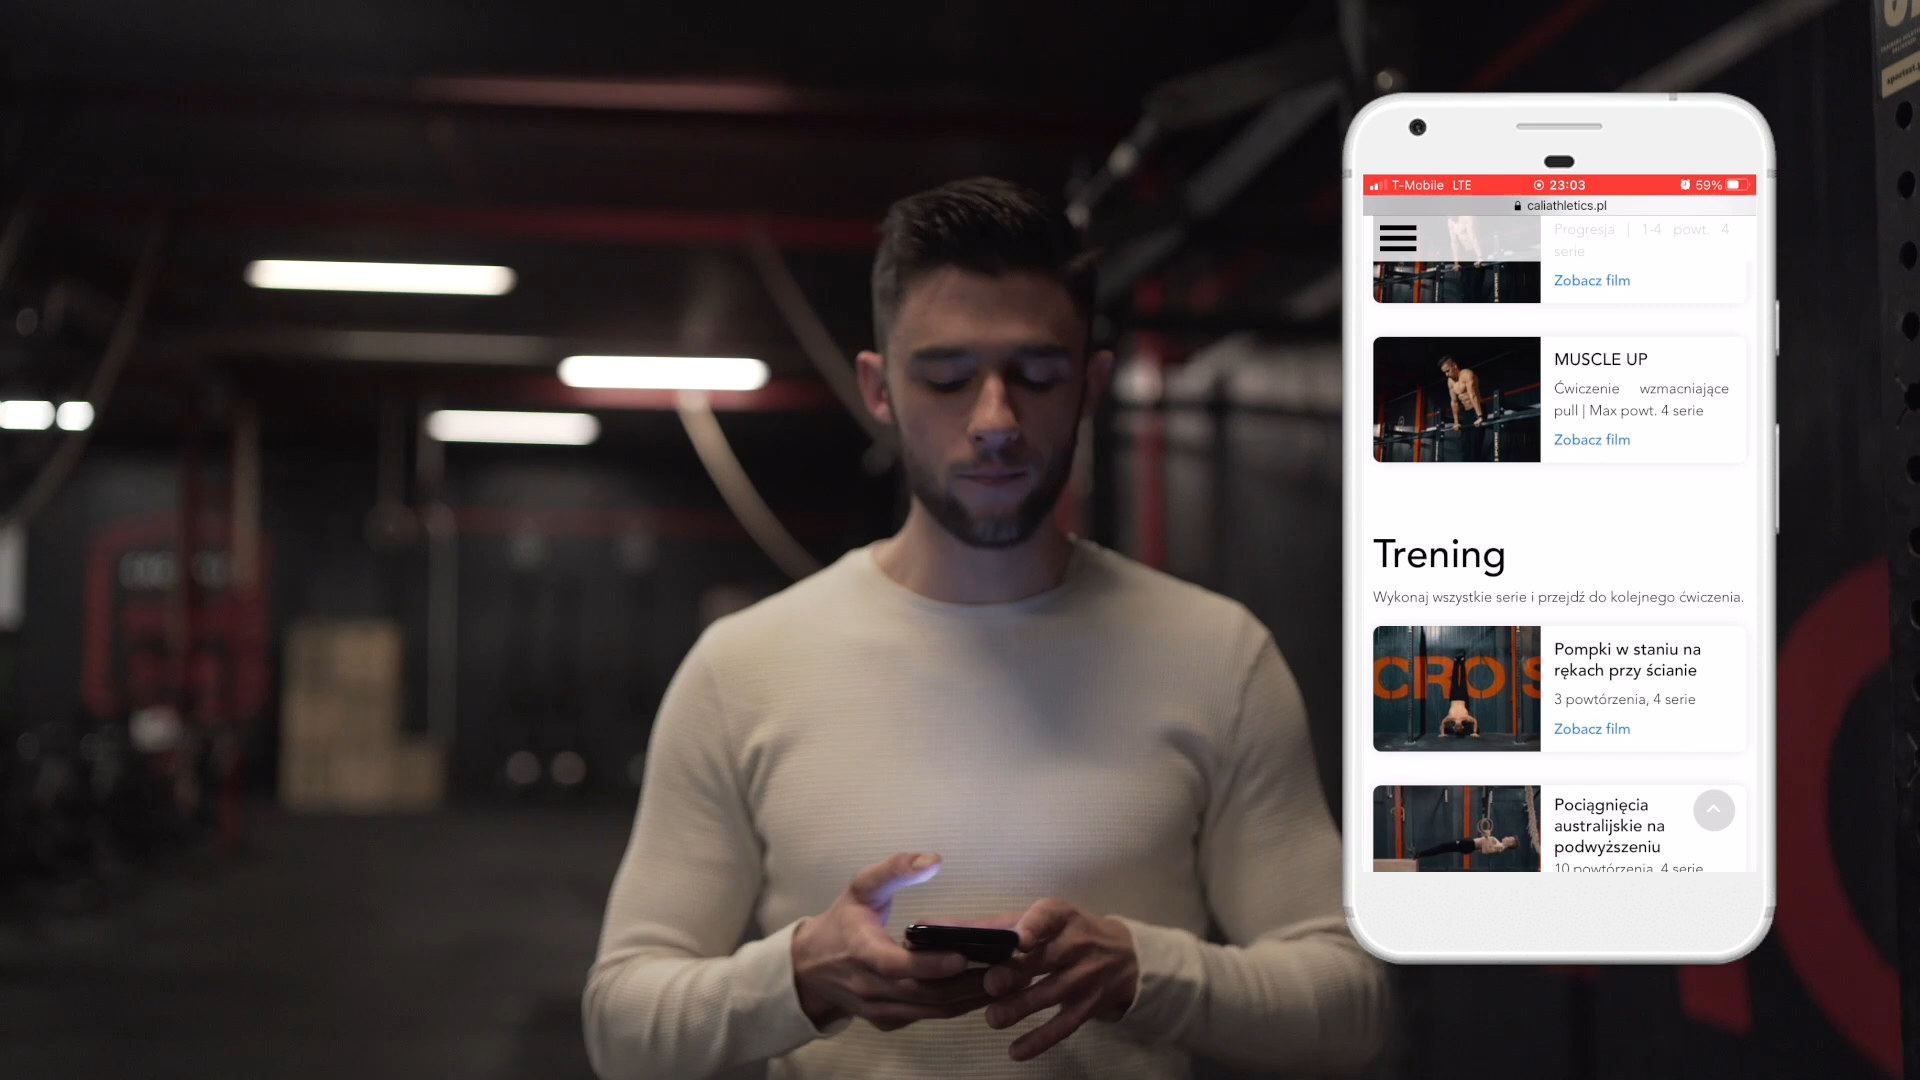 T-Mobile LTE 23:03 59%
caliathletics.pl
Progresja | 1-4 powt. 4
serie
Zobacz film
MUSCLE UP
Ćwiczenie wzmacniające
pull | Max powt. 4 serie
Zobacz film
Trening
Wykonaj wszystkie serie i przejdź do kolejnego ćwiczenia.
CROS
Pompki w staniu na
rękach przy ścianie
3 powtórzenia, 4 serie
Zobacz film
Pociągnięcia
australijskie na
podwyższeniu
10 powtórzenia, 4 serie